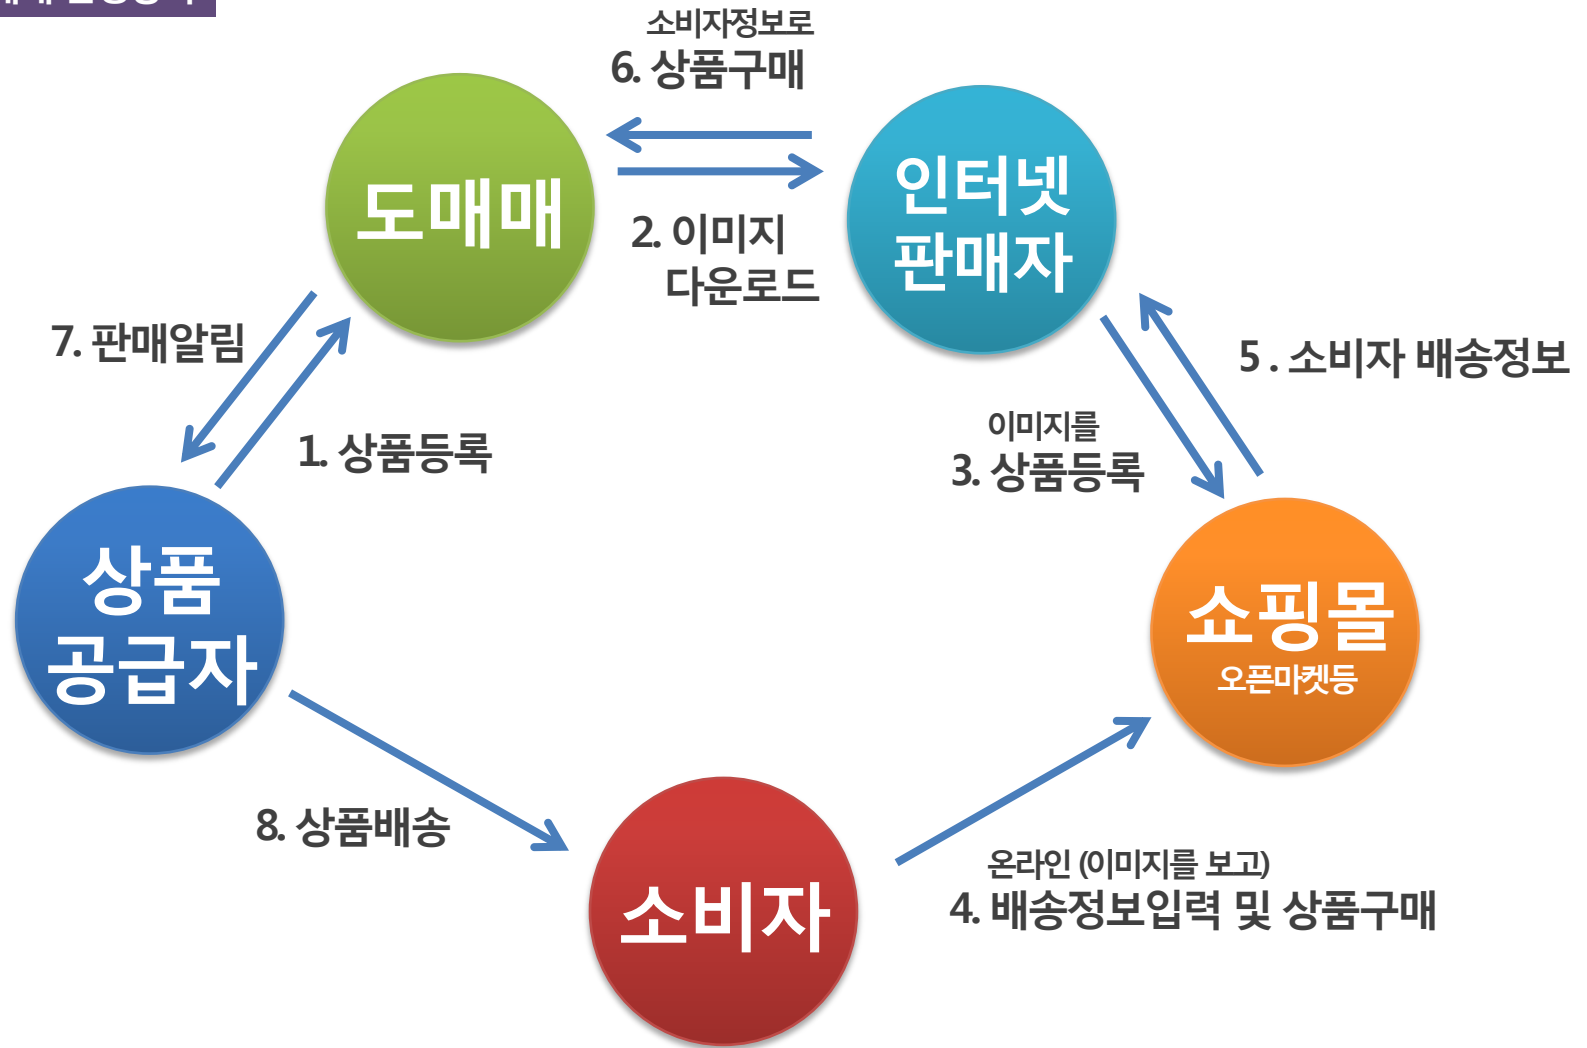 소비자정보로
6. 상품구매
도매매
인터넷
판매자
2. 이미지
다운로드
7. 판매알림
5 . 소비자 배송정보
1. 상품등록
이미지를
3. 상품등록
상품
공급자
쇼핑몰
오픈마켓등
8. 상품배송
소비자
온라인 (이미지를 보고)
4. 배송정보입력 및 상품구매